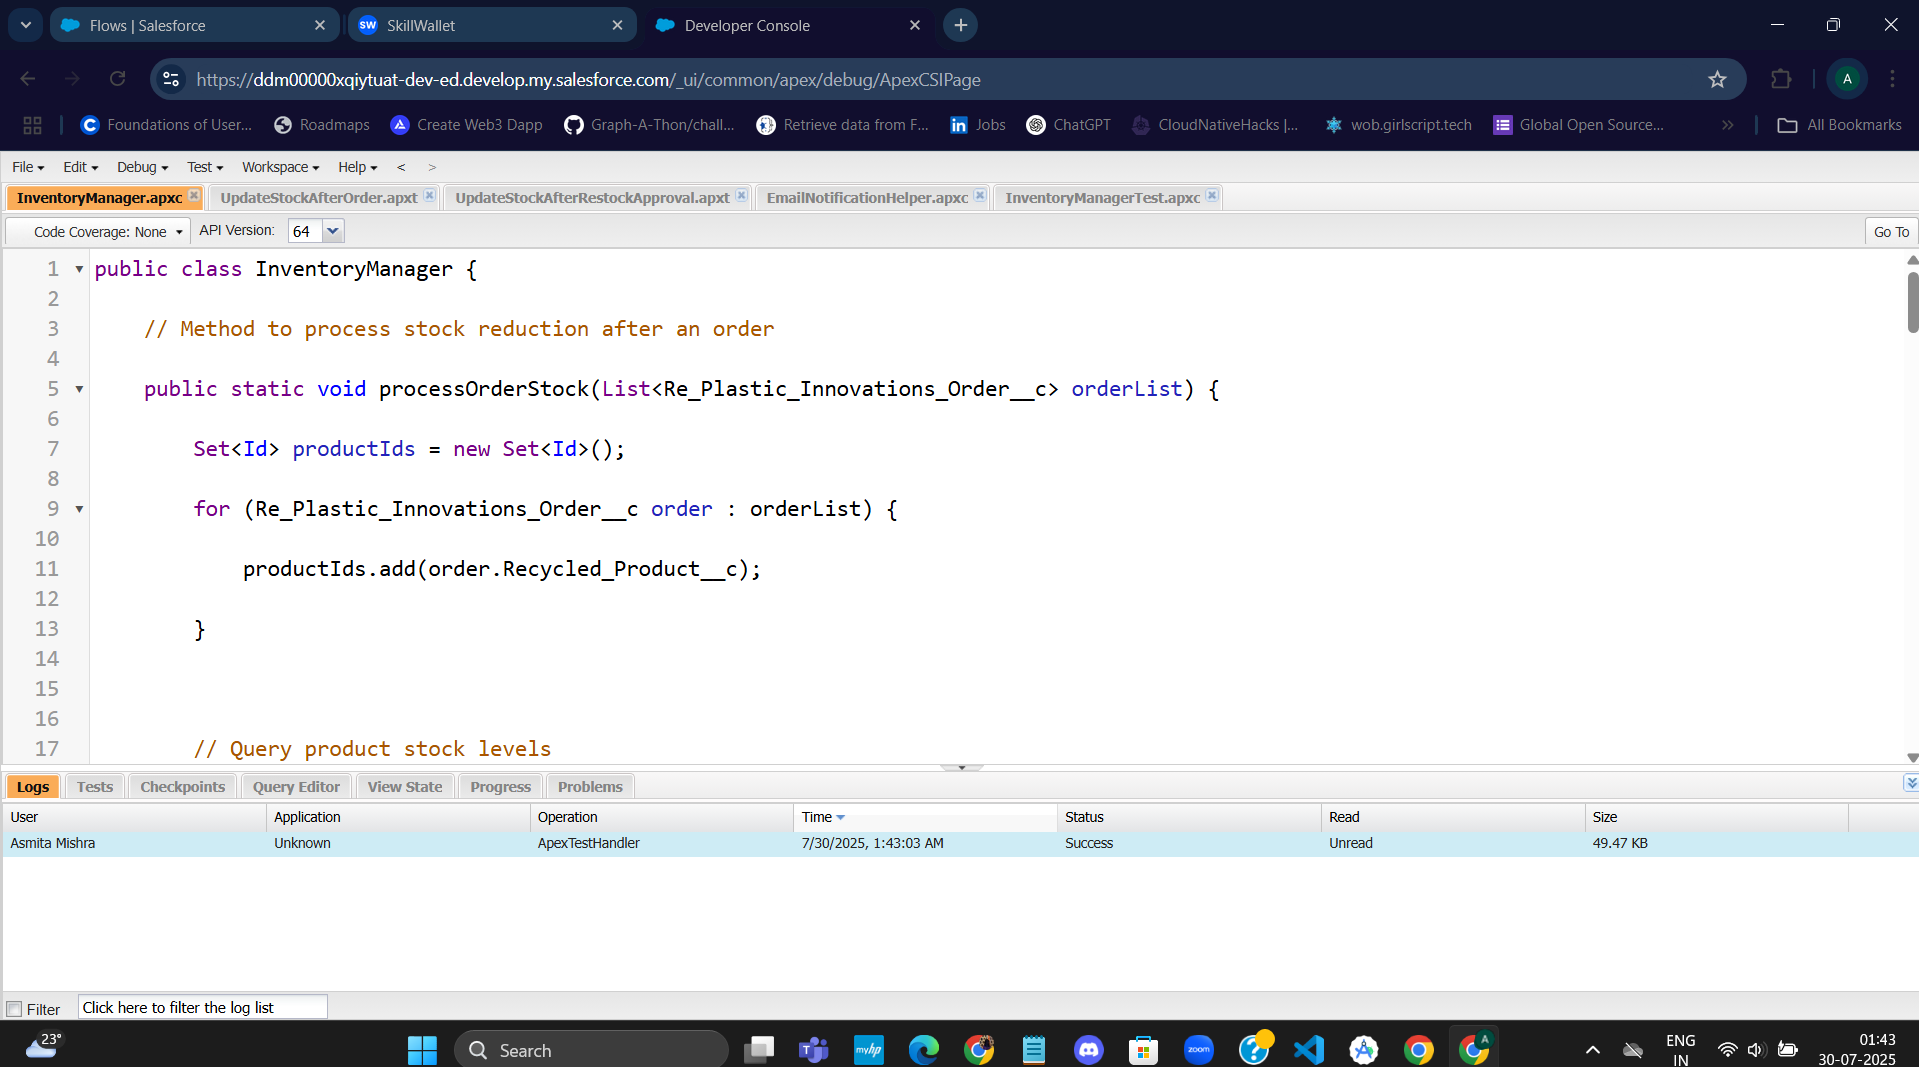 Flows | Salesforce
SW SkillWallet
Developer Console
https://ddm00000xqiytuat-dev-ed.develop.my.salesforce.com/_ui/common/apex/debug/ApexCSIPage
A
Foundations of User...
Roadmaps
Create Web3 Dapp
Graph-A-Thon/chall...
Retrieve data from F...
in Jobs
ChatGPT
CloudNativeHacks |...
wob.girlscript.tech
Global Open Source...
All Bookmarks
File Edit Debug Test Workspace Help < >
InventoryManager.apxc UpdateStockAfterOrder.apxt UpdateStockAfterRestockApproval.apxt EmailNotificationHelper.apxc InventoryManagerTest.apxc
Code Coverage: None API Version: 64 Go To
1 public class InventoryManager {
2
3 // Method to process stock reduction after an order
4
5 public static void processOrderStock(List<Re_Plastic_Innovations_Order__c> orderList) {
6
7 Set<Id> productIds = new Set<Id>();
8
9 for (Re_Plastic_Innovations_Order__c order : orderList) {
10
11 productIds.add(order.Recycled_Product__c);
12
13 }
14
15
16
17 // Query product stock levels
Logs Tests Checkpoints Query Editor View State Progress Problems
User Application Operation Time Status Read Size
Asmita Mishra Unknown ApexTestHandler 7/30/2025, 1:43:03 AM Success Unread 49.47 KB
Filter Click here to filter the log list
23°
Search
myhp
zoom
A
ENG
IN
01:43
30-07-2025